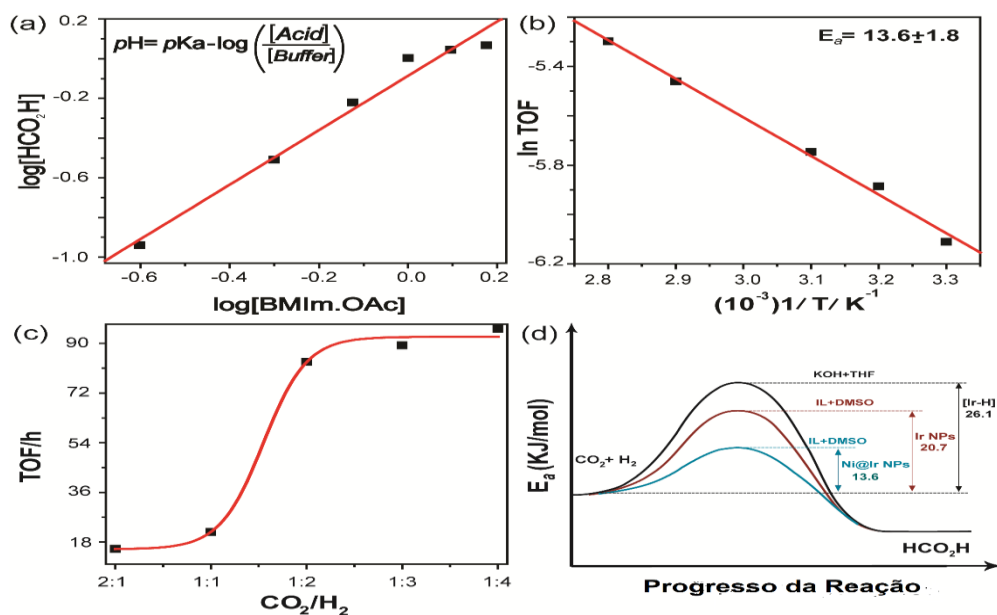 (a)
pH= pKa-log([Acid]/[Buffer])
0.2
-0.2
-0.6
-1.0
log[HCO₂H]
-0.6 -0.4 -0.2 0.0 0.2
log[BMIm.OAc]
(b)
Eₐ= 13.6±1.8
-5.4
-5.8
-6.2
ln TOF
2.8 2.9 3.0 3.1 3.2 3.3
(10⁻³)1/ T/ K⁻¹
(c)
90
72
54
36
18
TOF/h
2:1 1:1 1:2 1:3 1:4
CO₂/H₂
(d)
Eₐ (KJ/mol)
KOH+THF
IL+DMSO
IL+DMSO
[Ir-H]
26.1
Ir NPs
20.7
Ni@Ir NPs
13.6
CO₂+ H₂
HCO₂H
Progresso da Reação